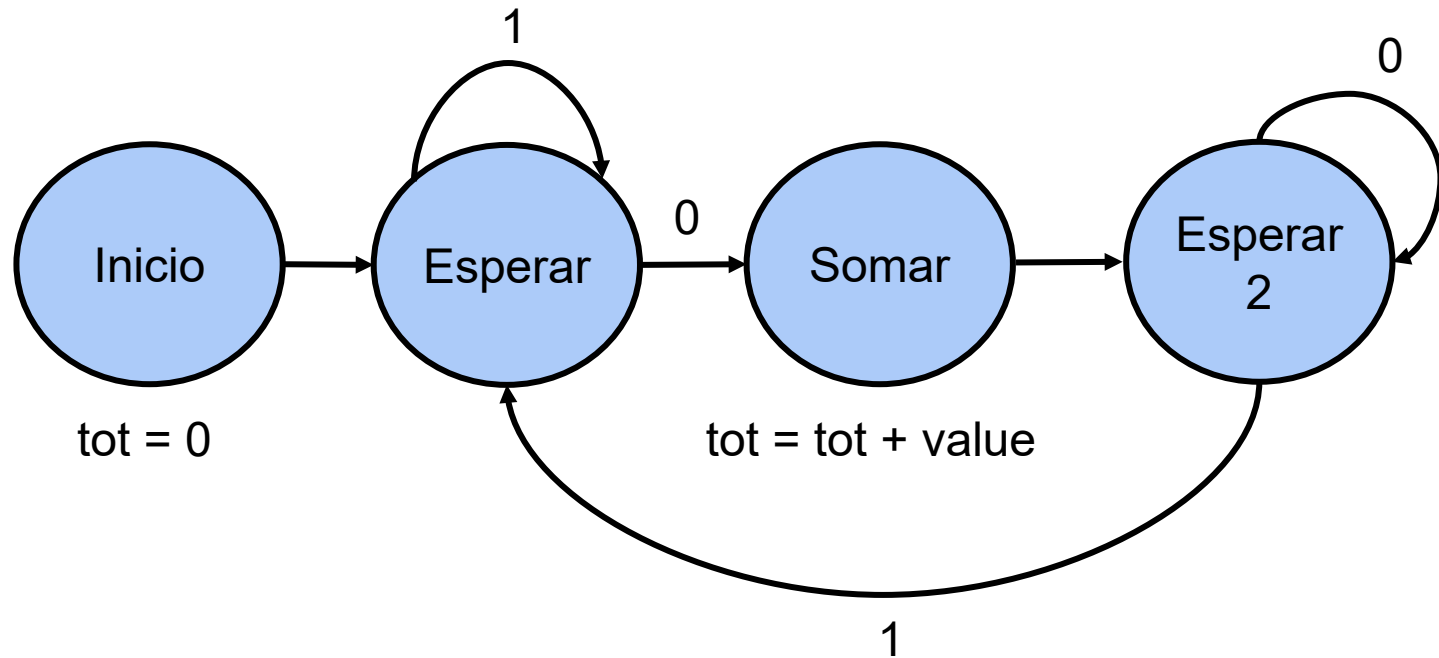 1
0
0
Inicio
Esperar
Somar
Esperar
2
tot = 0
tot = tot + value
1